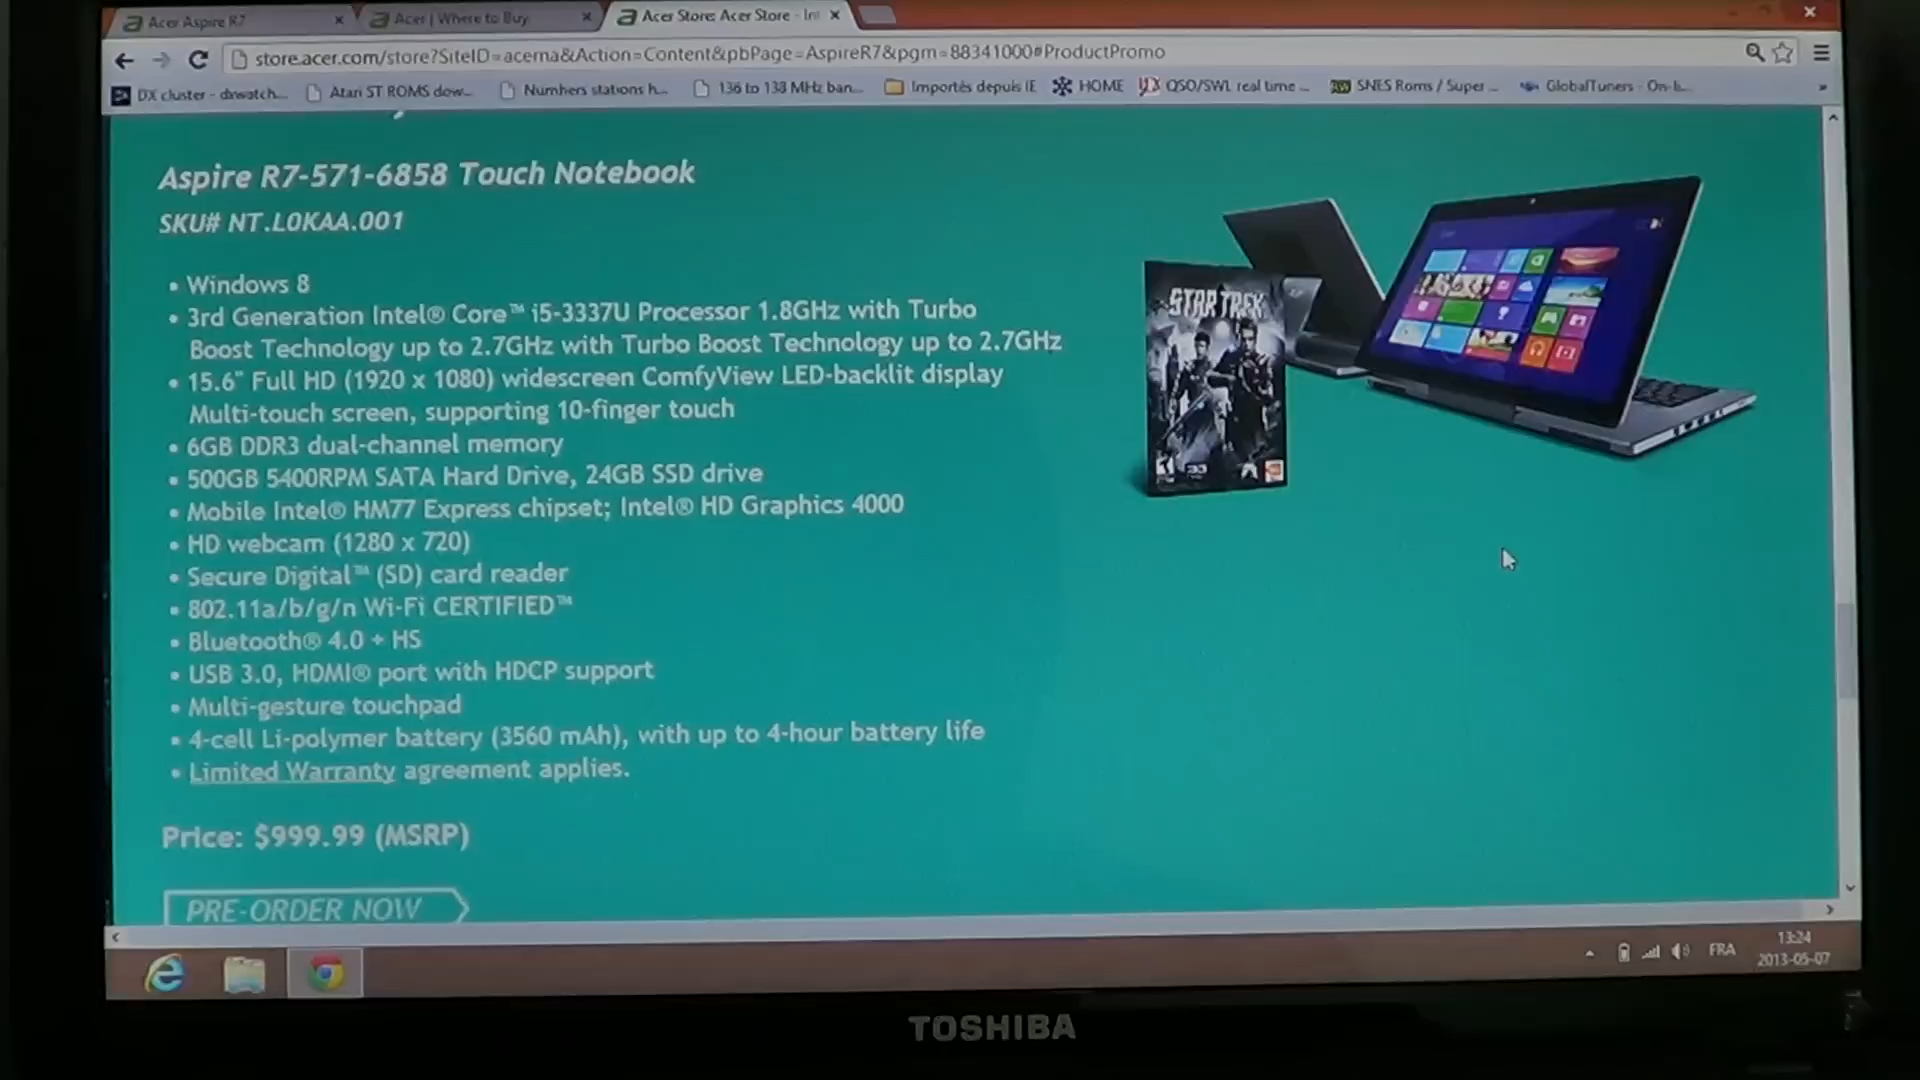 Acer Aspire R7
Acer | Where to Buy
Acer Store: Acer Store - Int
store.acer.com/store?SiteID=acerna&Action=Content&pbPage=AspireR7&pgm=88341000#ProductPromo
DX cluster - dxwatch...
Atari ST ROMS dow...
Numbers stations h...
136 to 138 MHz ban...
Importés depuis IE
HOME
QSO/SWL real time ...
SNES Roms / Super ...
GlobalTuners - On-l...
Aspire R7-571-6858 Touch Notebook
SKU# NT.L0KAA.001
• Windows 8
• 3rd Generation Intel® Core™ i5-3337U Processor 1.8GHz with Turbo
Boost Technology up to 2.7GHz with Turbo Boost Technology up to 2.7GHz
• 15.6" Full HD (1920 x 1080) widescreen ComfyView LED-backlit display
Multi-touch screen, supporting 10-finger touch
• 6GB DDR3 dual-channel memory
• 500GB 5400RPM SATA Hard Drive, 24GB SSD drive
• Mobile Intel® HM77 Express chipset; Intel® HD Graphics 4000
• HD webcam (1280 x 720)
• Secure Digital™ (SD) card reader
• 802.11a/b/g/n Wi-Fi CERTIFIED™
• Bluetooth® 4.0 + HS
• USB 3.0, HDMI® port with HDCP support
• Multi-gesture touchpad
• 4-cell Li-polymer battery (3560 mAh), with up to 4-hour battery life
• Limited Warranty agreement applies.
Price: $999.99 (MSRP)
PRE-ORDER NOW
STAR TREK
FRA
13:24
2013-05-07
TOSHIBA